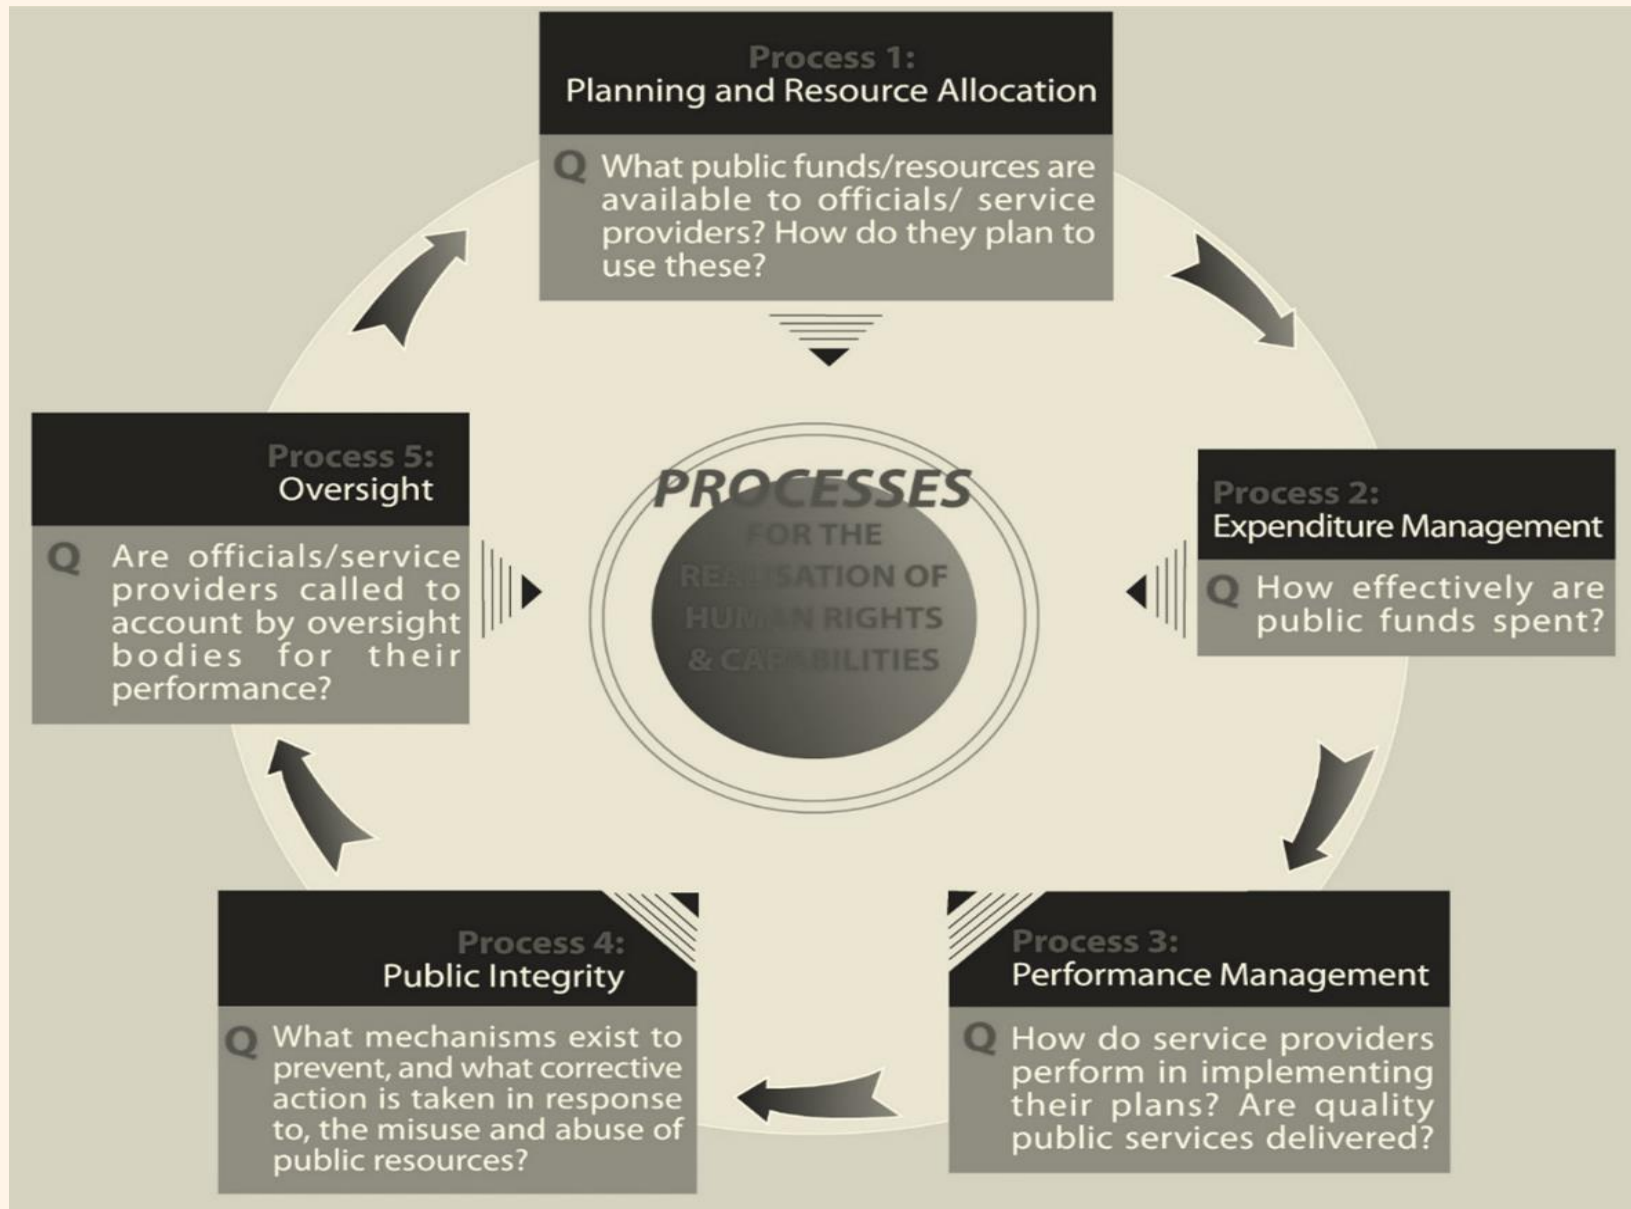 Process 1:
Planning and Resource Allocation
Q What public funds/resources are
available to officials/ service
providers? How do they plan to
use these?
Process 2:
Expenditure Management
Q How effectively are
public funds spent?
Process 3:
Performance Management
Q How do service providers
perform in implementing
their plans? Are quality
public services delivered?
Process 4:
Public Integrity
Q What mechanisms exist to
prevent, and what corrective
action is taken in response
to, the misuse and abuse of
public resources?
Process 5:
Oversight
Q Are officials/service
providers called to
account by oversight
bodies for their
performance?
PROCESSES
FOR THE
REALISATION OF
HUMAN RIGHTS
& CAPABILITIES